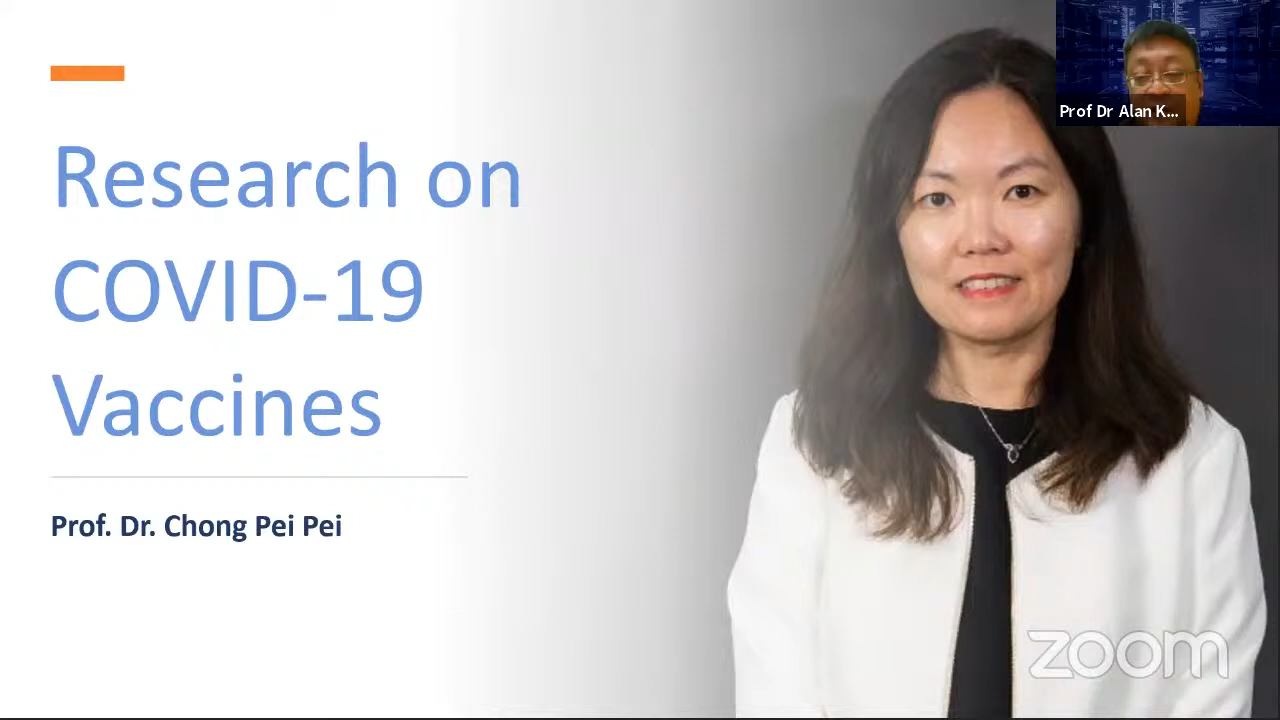 Research on
COVID-19
Vaccines
Prof. Dr. Chong Pei Pei
Prof Dr Alan K...
zoom